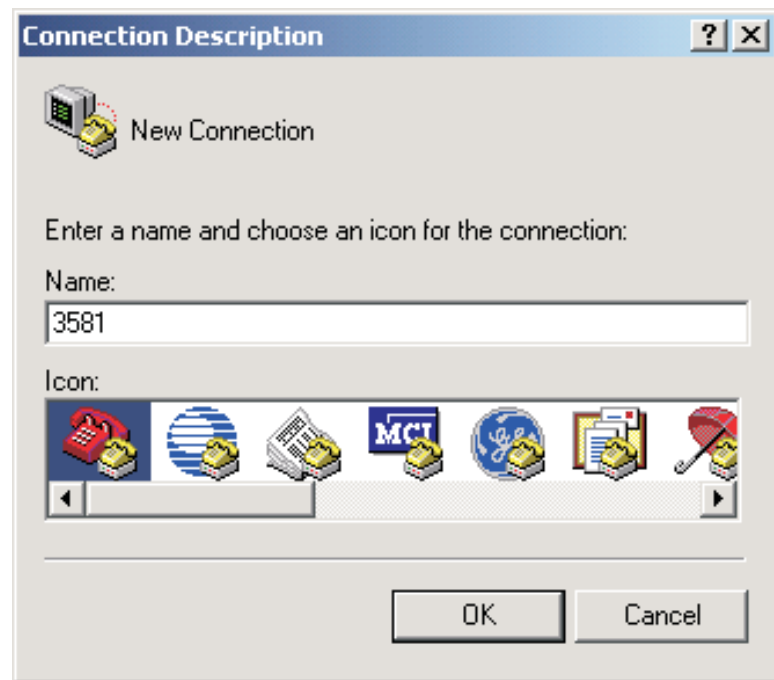 Connection Description
New Connection
Enter a name and choose an icon for the connection:
Name:
3581
Icon:
MCI
OK
Cancel